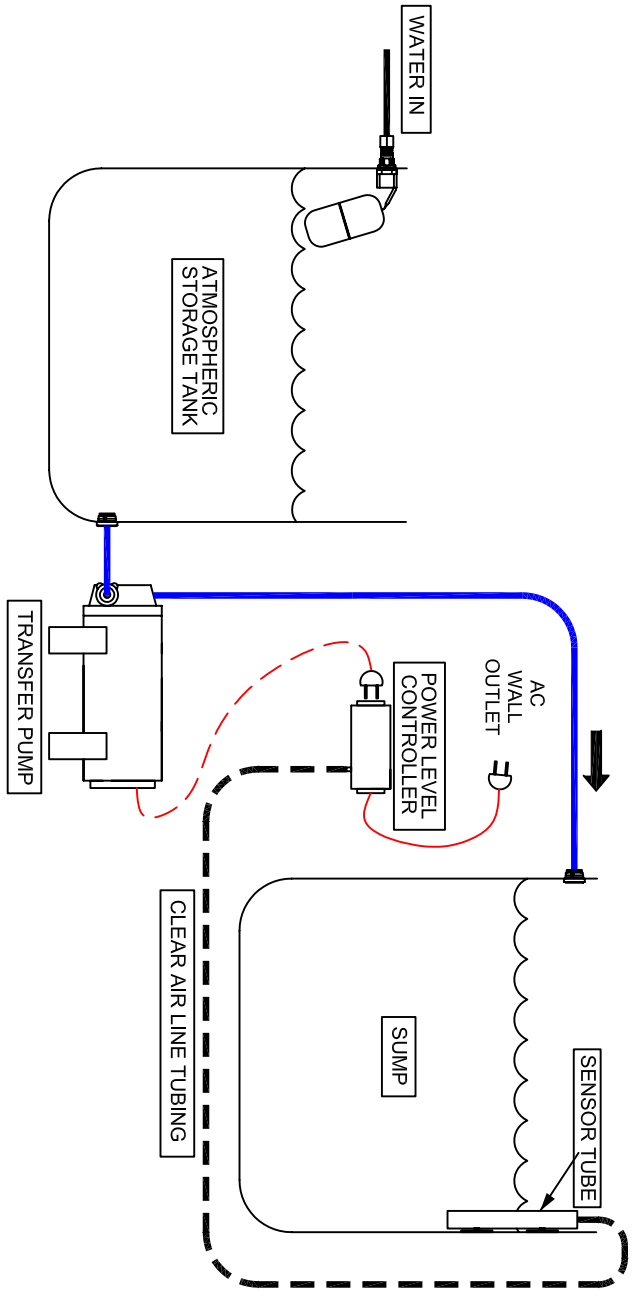 WATER IN
ATMOSPHERIC
STORAGE TANK
TRANSFER PUMP
AC
WALL
OUTLET
POWER LEVEL
CONTROLLER
CLEAR AIR LINE TUBING
SENSOR TUBE
SUMP